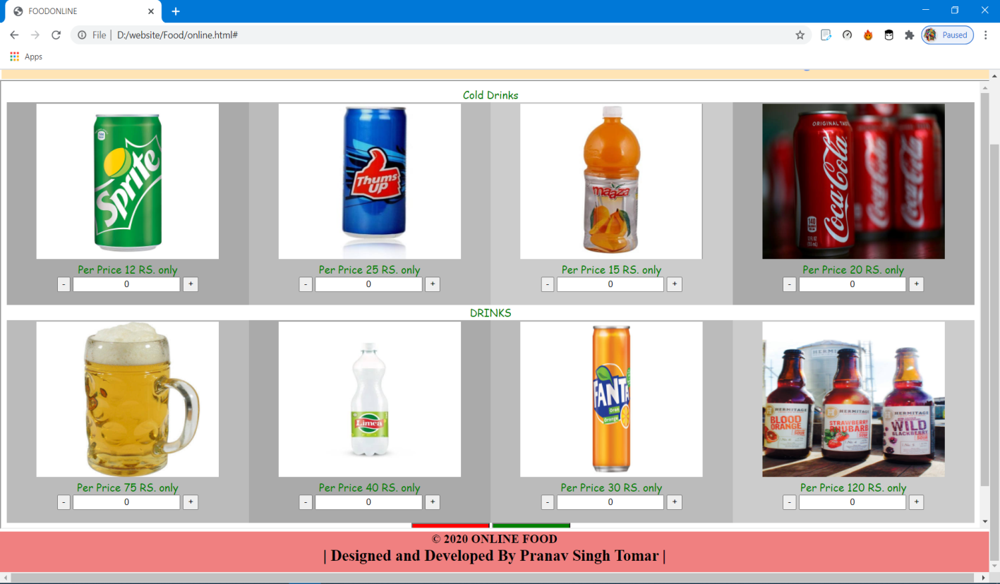 FOODONLINE
File | D:/website/Food/online.html#
Paused
Apps
Cold Drinks
Sprite
Thums Up
maaza
ORIGINAL TAS
Coca-Cola
140
Per Price 12 RS. only
Per Price 25 RS. only
Per Price 15 RS. only
Per Price 20 RS. only
- 0 +
- 0 +
- 0 +
- 0 +
DRINKS
Limca
FANTA
Orange
HERMIT
HERMITAGE
BLOOD
ORANGE
HERMITAGE
STRAWBERRY
RHUBARB
HERMITAGE
WILD
BLACKBERRY
Per Price 75 RS. only
Per Price 40 RS. only
Per Price 30 RS. only
Per Price 120 RS. only
- 0 +
- 0 +
- 0 +
- 0 +
© 2020 ONLINE FOOD
| Designed and Developed By Pranav Singh Tomar |